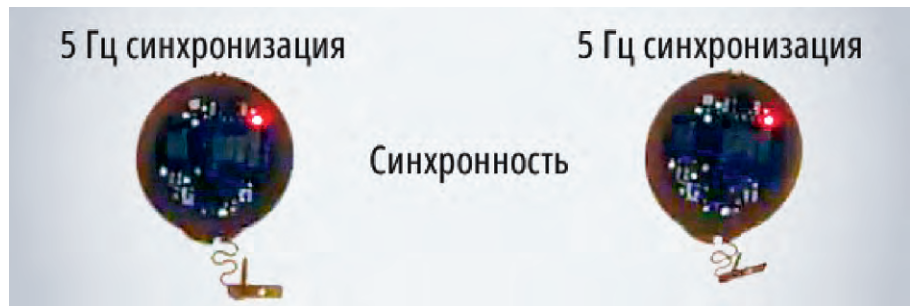 5 Гц синхронизация
5 Гц синхронизация
Синхронность